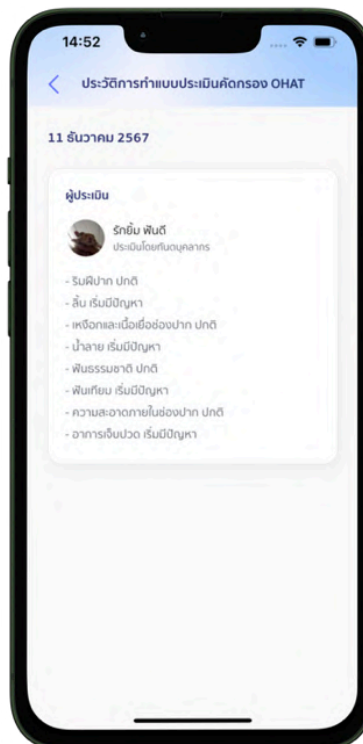 14:52
ประวัติการทำแบบประเมินคัดกรอง OHAT
11 ธันวาคม 2567
ผู้ประเมิน
รักยิ้ม ฟันดี
ประเมินโดยทันตบุคลากร
- ริมฝีปาก ปกติ
- ลิ้น เริ่มมีปัญหา
- เหงือกและเนื้อเยื่อช่องปาก ปกติ
- น้ำลาย เริ่มมีปัญหา
- ฟันธรรมชาติ ปกติ
- ฟันเทียม เริ่มมีปัญหา
- ความสะอาดภายในช่องปาก ปกติ
- อาการเจ็บปวด เริ่มมีปัญหา